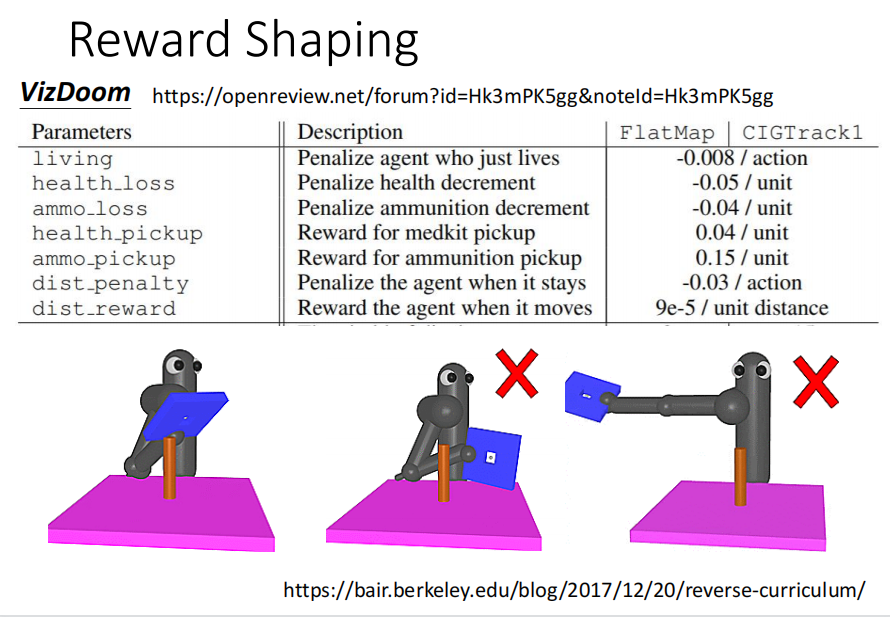 Reward Shaping
VizDoom https://openreview.net/forum?id=Hk3mPK5gg&noteId=Hk3mPK5gg
Parameters Description FlatMap CIGTrack1
living Penalize agent who just lives -0.008 / action
health_loss Penalize health decrement -0.05 / unit
ammo_loss Penalize ammunition decrement -0.04 / unit
health_pickup Reward for medkit pickup 0.04 / unit
ammo_pickup Reward for ammunition pickup 0.15 / unit
dist_penalty Penalize the agent when it stays -0.03 / action
dist_reward Reward the agent when it moves 9e-5 / unit distance
https://bair.berkeley.edu/blog/2017/12/20/reverse-curriculum/